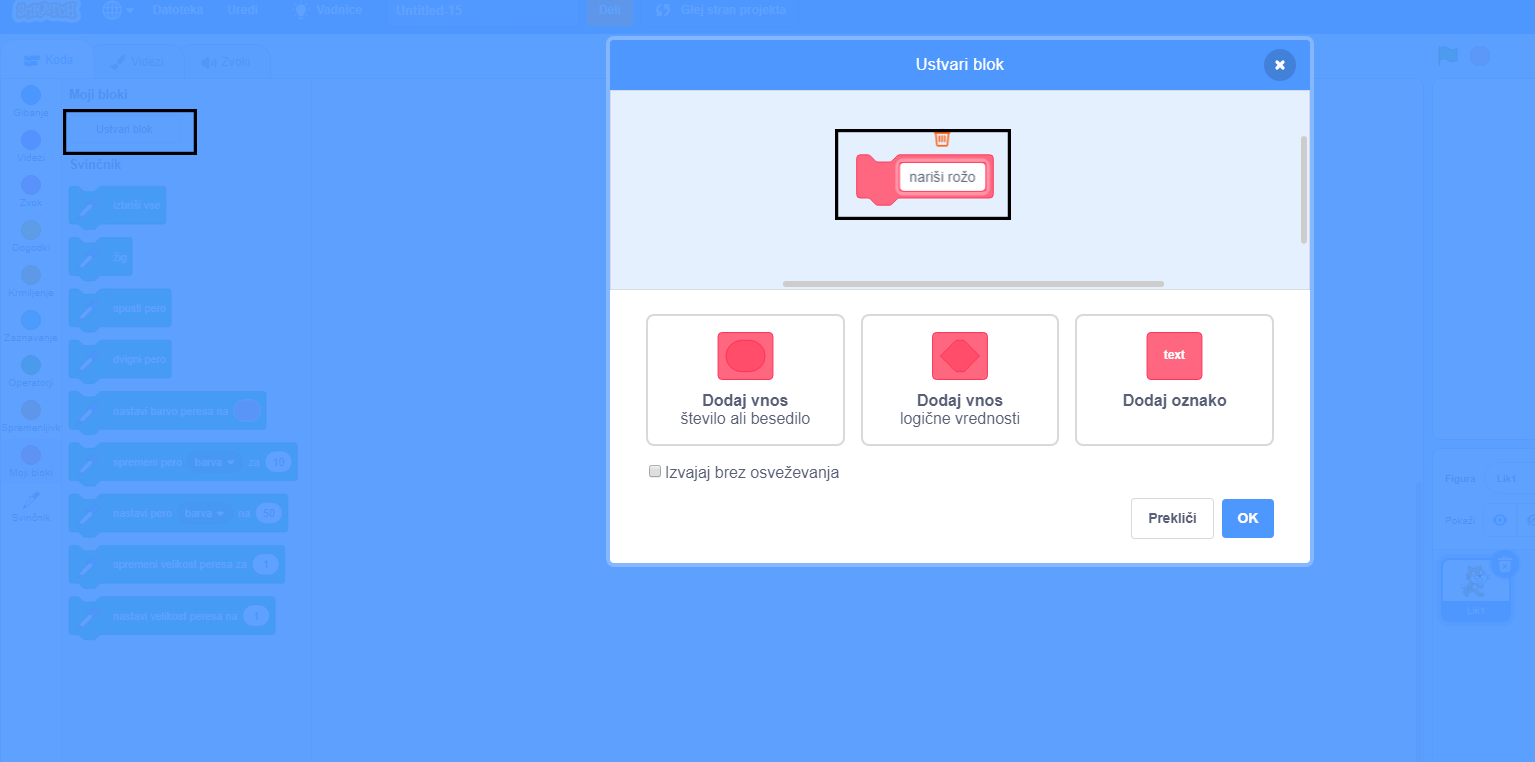 SCRATCH
Datoteka
Uredi
Vadnice
Untitled-15
Deli
Glej stran projekta
Koda
Videzi
Zvoki
Ustvari blok
Gibanje
Videzi
Zvok
Dogodki
Krmiljenje
Zaznavanje
Operatorji
Spremenljivk
Moji bloki
Svinčnik
Moji bloki
Ustvari blok
Svinčnik
izbriši vse
žig
spusti pero
dvigni pero
nastavi barvo peresa na
spremeni pero barva za 10
nastavi pero barva na 50
spremeni velikost peresa za 1
nastavi velikost peresa na 1
nariši rožo
text
Dodaj vnos
število ali besedilo
Dodaj vnos
logične vrednosti
Dodaj oznako
Izvajaj brez osveževanja
Prekliči
OK
Figura
Lik1
Pokaži
Lik1